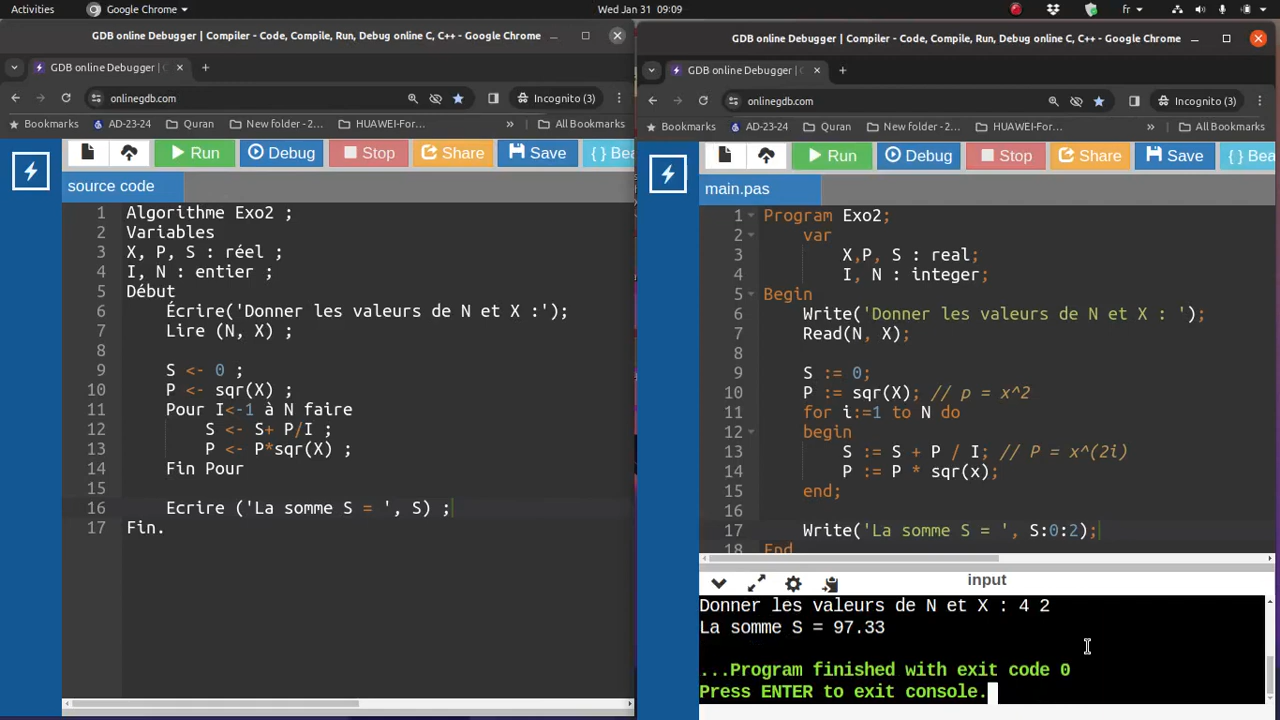 Activities Google Chrome Wed Jan 31 09:09 fr
GDB online Debugger | Compiler - Code, Compile, Run, Debug online C, C++ - Google Chrome
GDB online Debugger |
onlinegdb.com Incognito (3)
Bookmarks AD-23-24 Quran New folder - 2… HUAWEI-For… » All Bookmarks
Run Debug Stop Share Save { } Bea
source code
1 Algorithme Exo2 ;
2 Variables
3 X, P, S : réel ;
4 I, N : entier ;
5 Début
6 Écrire('Donner les valeurs de N et X :');
7 Lire (N, X) ;
8
9 S <- 0 ;
10 P <- sqr(X) ;
11 Pour I<-1 à N faire
12 S <- S+ P/I ;
13 P <- P*sqr(X) ;
14 Fin Pour
15
16 Ecrire ('La somme S = ', S) ;
17 Fin.
GDB online Debugger | Compiler - Code, Compile, Run, Debug online C, C++ - Google Chrome
GDB online Debugger | C
onlinegdb.com Incognito (3)
Bookmarks AD-23-24 Quran New folder - 2… HUAWEI-For… » All Bookmarks
Run Debug Stop Share Save { } Bea
main.pas
1 Program Exo2;
2 var
3 X,P, S : real;
4 I, N : integer;
5 Begin
6 Write('Donner les valeurs de N et X : ');
7 Read(N, X);
8
9 S := 0;
10 P := sqr(X); // p = x^2
11 for i:=1 to N do
12 begin
13 S := S + P / I; // P = x^(2i)
14 P := P * sqr(x);
15 end;
16
17 Write('La somme S = ', S:0:2);
18 End
input
Donner les valeurs de N et X : 4 2
La somme S = 97.33
...Program finished with exit code 0
Press ENTER to exit console.